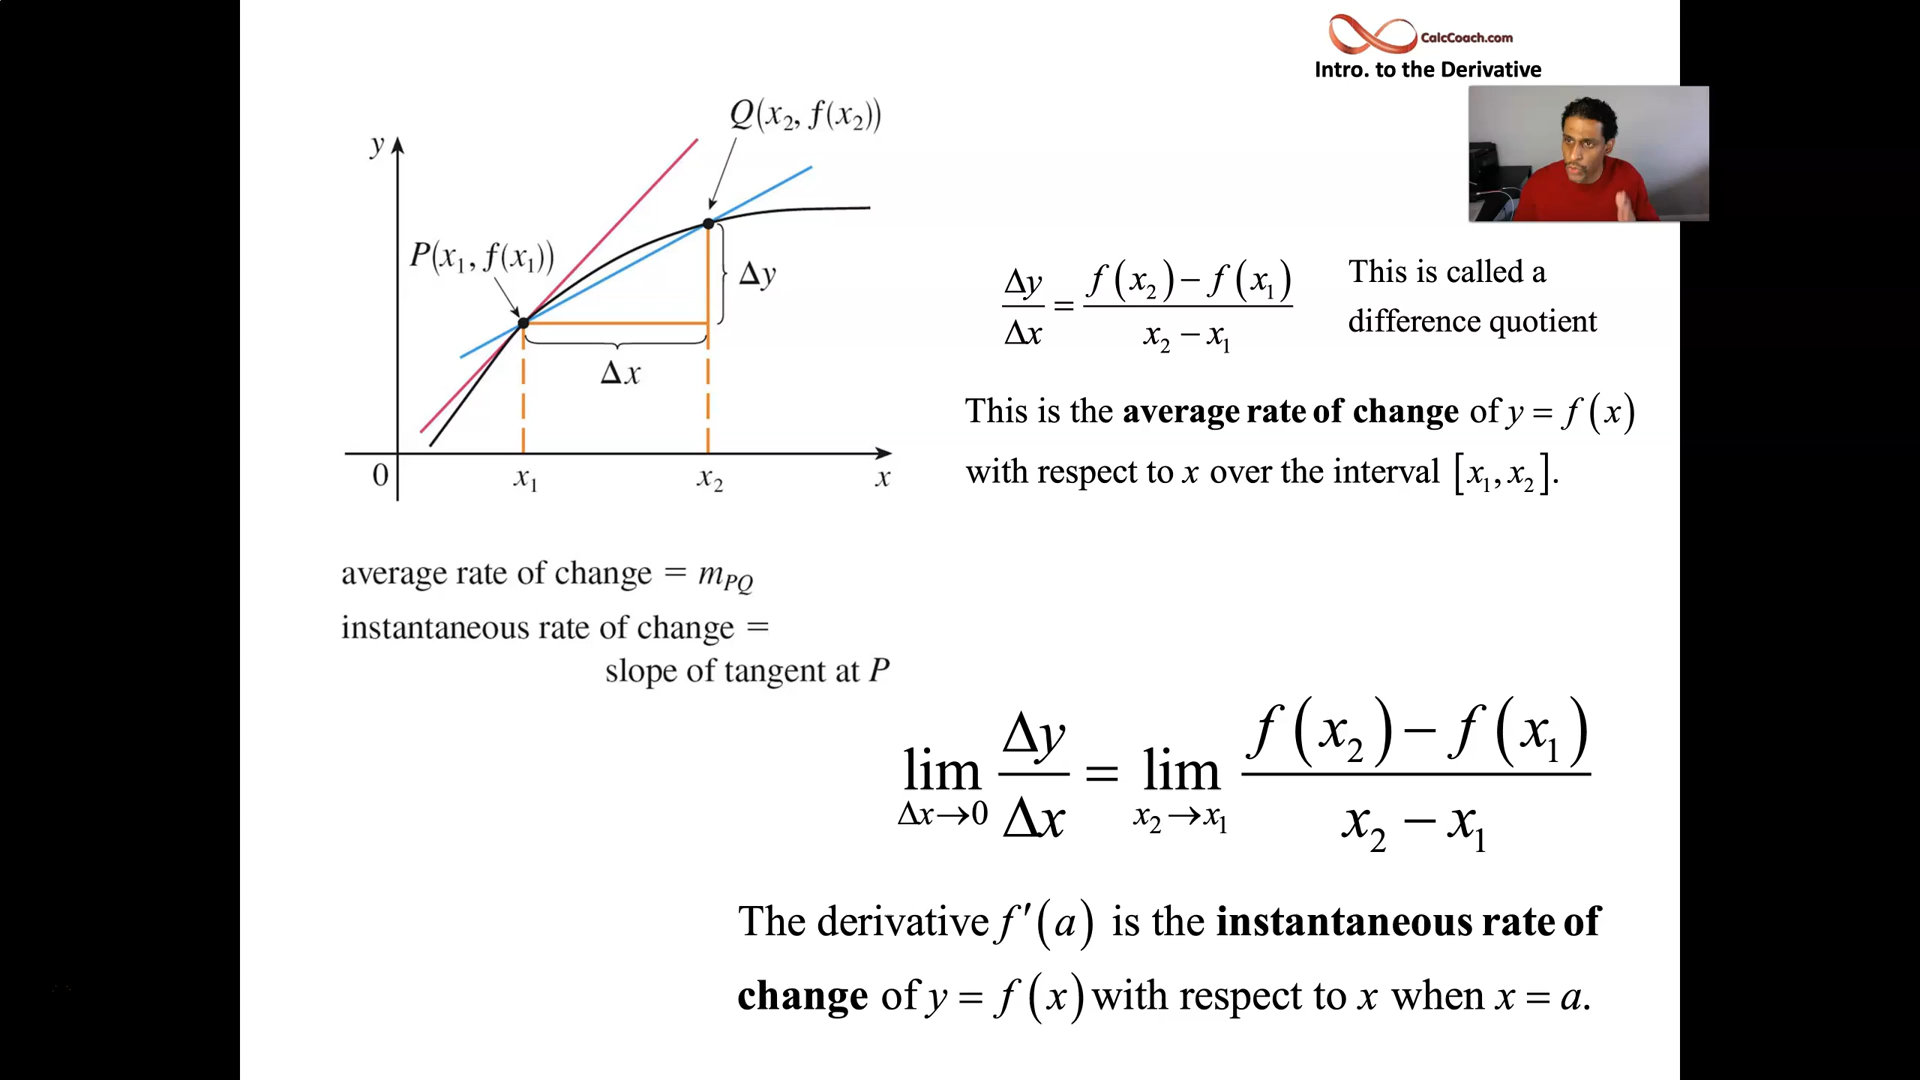 CalcCoach.com
Intro. to the Derivative
Q(x₂, f(x₂))
y
P(x₁, f(x₁))
Δy
Δx
0 x₁ x₂ x
average rate of change = m_PQ
instantaneous rate of change =
slope of tangent at P
Δy/Δx = (f(x₂) − f(x₁))/(x₂ − x₁)
This is called a
difference quotient
This is the average rate of change of y = f(x)
with respect to x over the interval [x₁, x₂].
lim Δx→0 Δy/Δx = lim x₂→x₁ (f(x₂) − f(x₁))/(x₂ − x₁)
The derivative f′(a) is the instantaneous rate of
change of y = f(x) with respect to x when x = a.